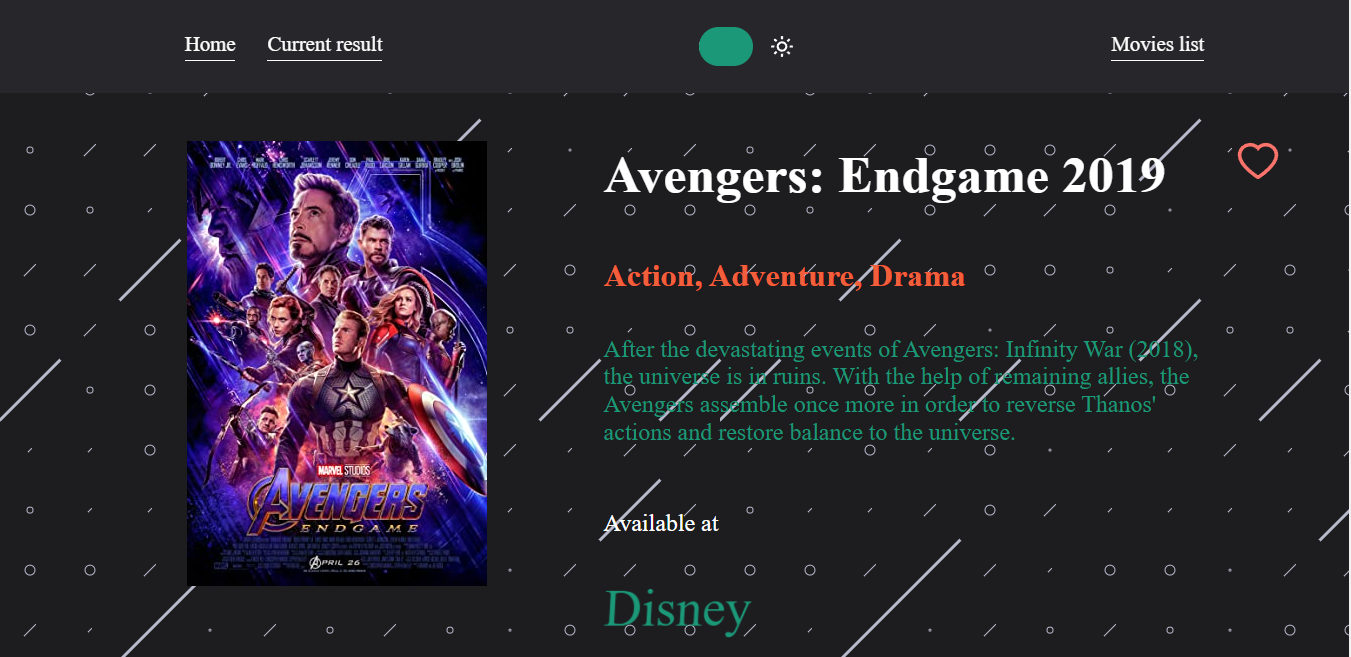 Home
Current result
Movies list
Avengers: Endgame 2019
Action, Adventure, Drama
After the devastating events of Avengers: Infinity War (2018),
the universe is in ruins. With the help of remaining allies, the
Avengers assemble once more in order to reverse Thanos'
actions and restore balance to the universe.
MARVEL STUDIOS
AVENGERS
ENDGAME
APRIL 26
Available at
Disney